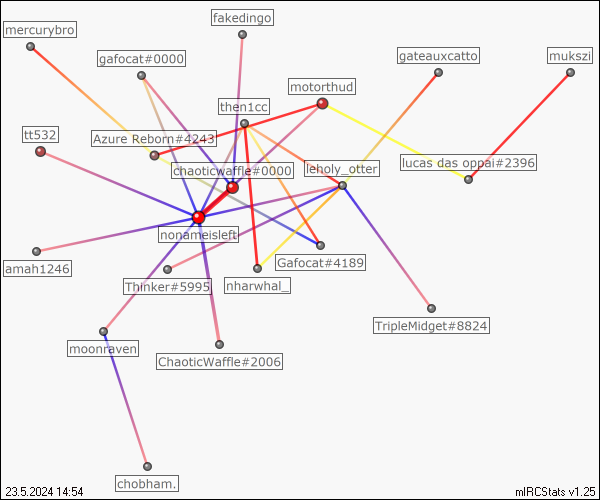 fakedingo
mercurybro
gafocat#0000
gateauxcatto
mukszi
motorthud
then1cc
tt532
Azure Reborn#4243
lucas das oppai#2396
chaoticwaffle#0000
leholy_otter
nonameisleft
amah1246
Gafocat#4189
Thinker#5995
nharwhal_
TripleMidget#8824
moonraven
ChaoticWaffle#2006
chobham.
23.5.2024 14:54
mIRCStats v1.25